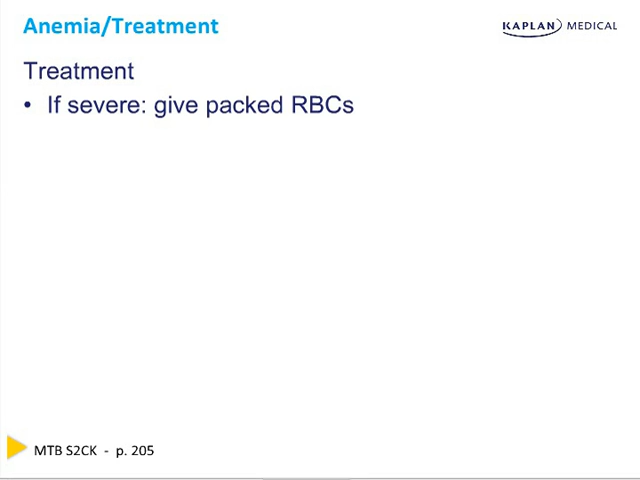 Anemia/Treatment
KAPLAN MEDICAL
Treatment
• If severe: give packed RBCs
MTB S2CK - p. 205